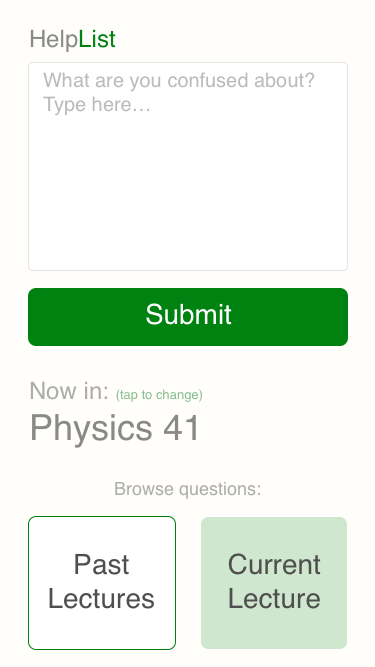 HelpList
What are you confused about?
Type here…
Submit
Now in: (tap to change)
Physics 41
Browse questions:
Past
Lectures
Current
Lecture